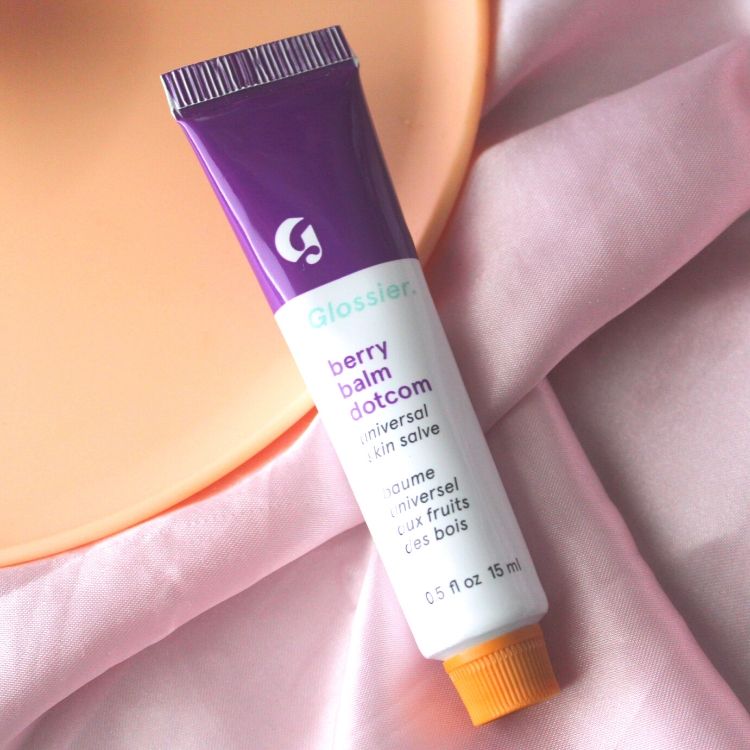 G
Glossier.
berry
balm
dotcom
universal
skin salve
baume
universel
aux fruits
des bois
0.5 fl oz 15 ml